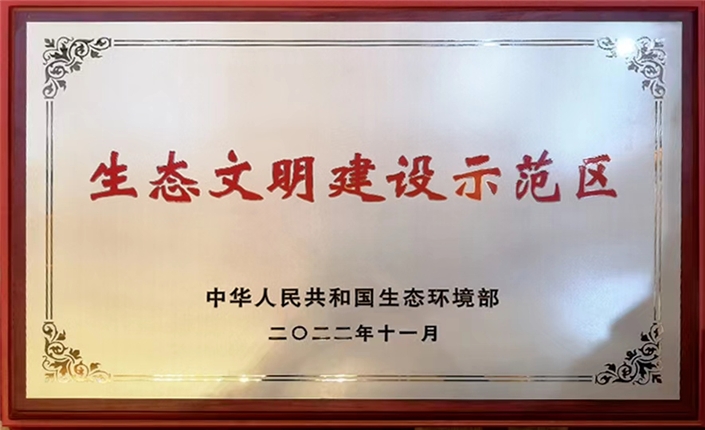 生态文明建设示范区
中华人民共和国生态环境部
二〇二二年十一月